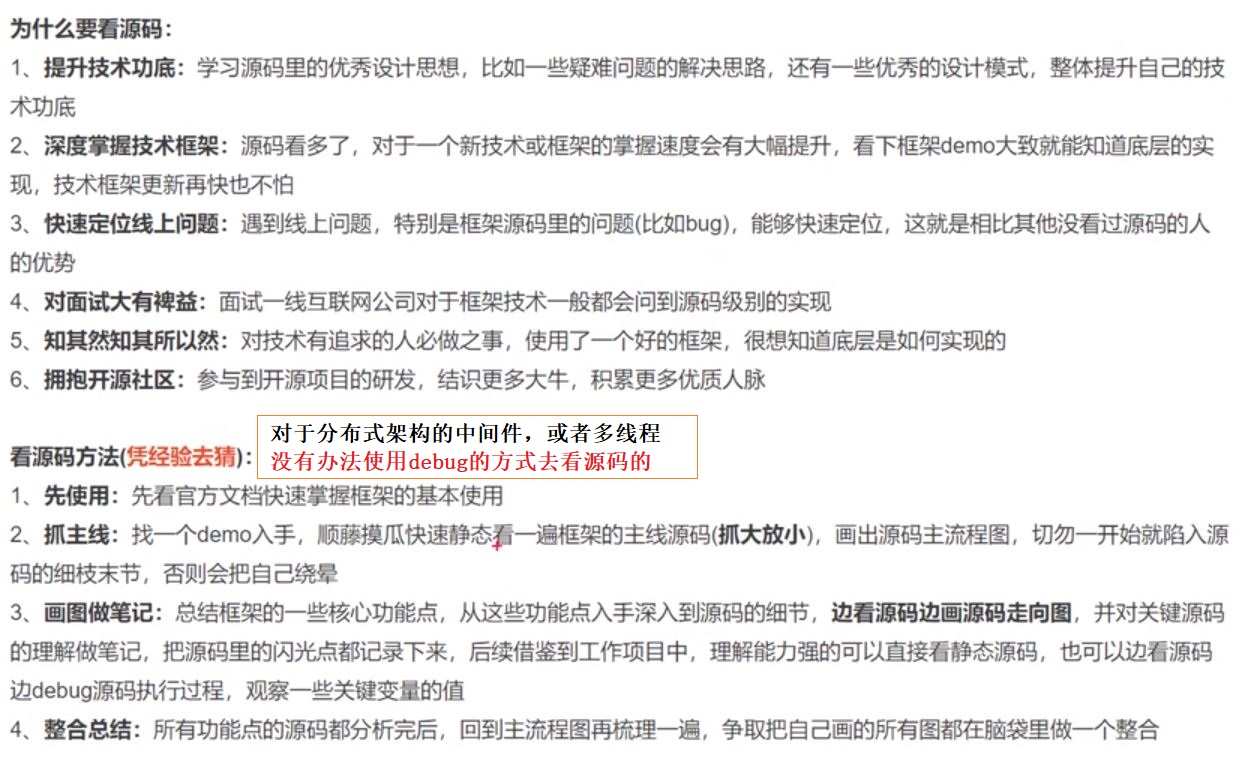 为什么要看源码：
1、提升技术功底：学习源码里的优秀设计思想，比如一些疑难问题的解决思路，还有一些优秀的设计模式，整体提升自己的技
术功底
2、深度掌握技术框架：源码看多了，对于一个新技术或框架的掌握速度会有大幅提升，看下框架demo大致就能知道底层的实
现，技术框架更新再快也不怕
3、快速定位线上问题：遇到线上问题，特别是框架源码里的问题(比如bug)，能够快速定位，这就是相比其他没看过源码的人
的优势
4、对面试大有裨益：面试一线互联网公司对于框架技术一般都会问到源码级别的实现
5、知其然知其所以然：对技术有追求的人必做之事，使用了一个好的框架，很想知道底层是如何实现的
6、拥抱开源社区：参与到开源项目的研发，结识更多大牛，积累更多优质人脉
对于分布式架构的中间件，或者多线程
没有办法使用debug的方式去看源码的
看源码方法(凭经验去猜)：
1、先使用：先看官方文档快速掌握框架的基本使用
2、抓主线：找一个demo入手，顺藤摸瓜快速静态看一遍框架的主线源码(抓大放小)，画出源码主流程图，切勿一开始就陷入源
码的细枝末节，否则会把自己绕晕
3、画图做笔记：总结框架的一些核心功能点，从这些功能点入手深入到源码的细节，边看源码边画源码走向图，并对关键源码
的理解做笔记，把源码里的闪光点都记录下来，后续借鉴到工作项目中，理解能力强的可以直接看静态源码，也可以边看源码
边debug源码执行过程，观察一些关键变量的值
4、整合总结：所有功能点的源码都分析完后，回到主流程图再梳理一遍，争取把自己画的所有图都在脑袋里做一个整合